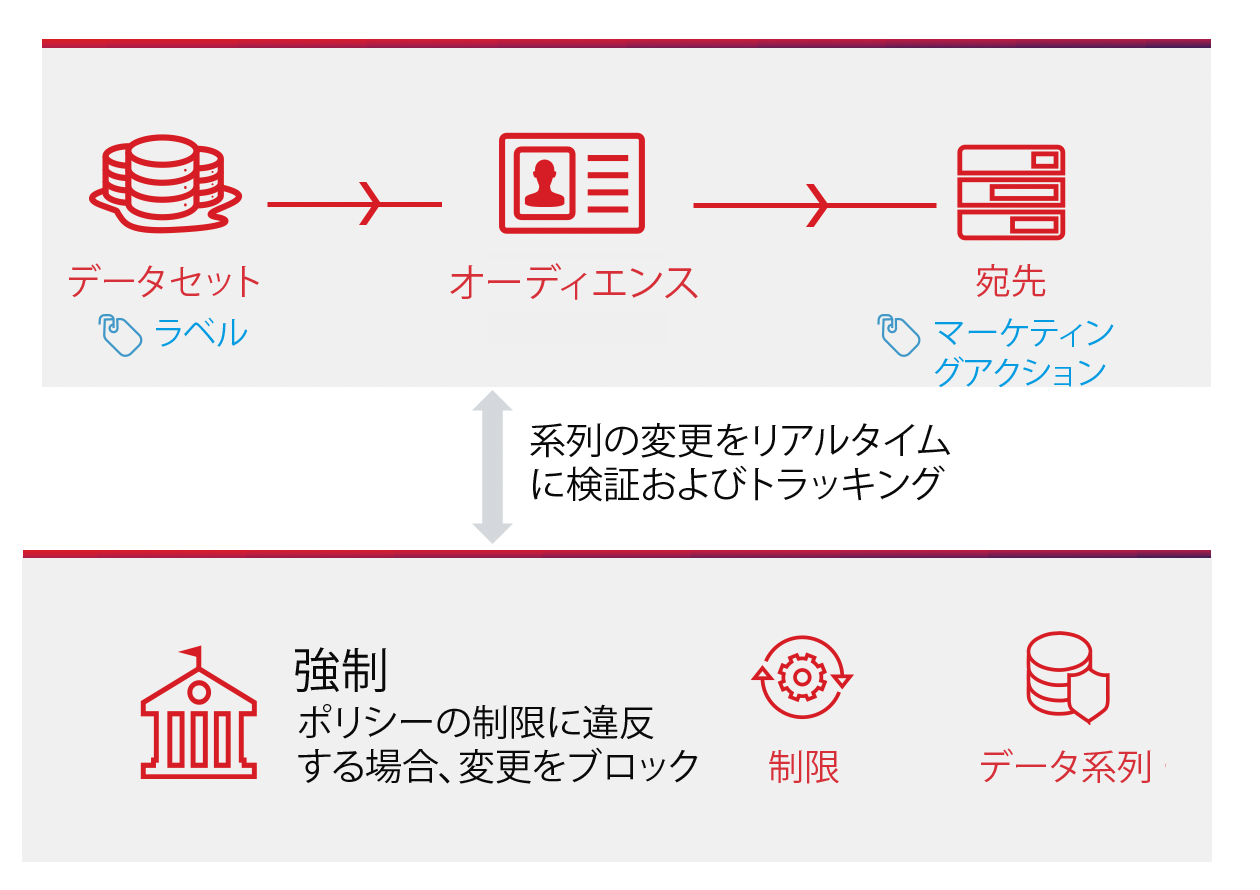 データセット
オーディエンス
宛先
ラベル
マーケティン
グアクション
系列の変更をリアルタイム
に検証およびトラッキング
強制
ポリシーの制限に違反
する場合、変更をブロック
制限
データ系列